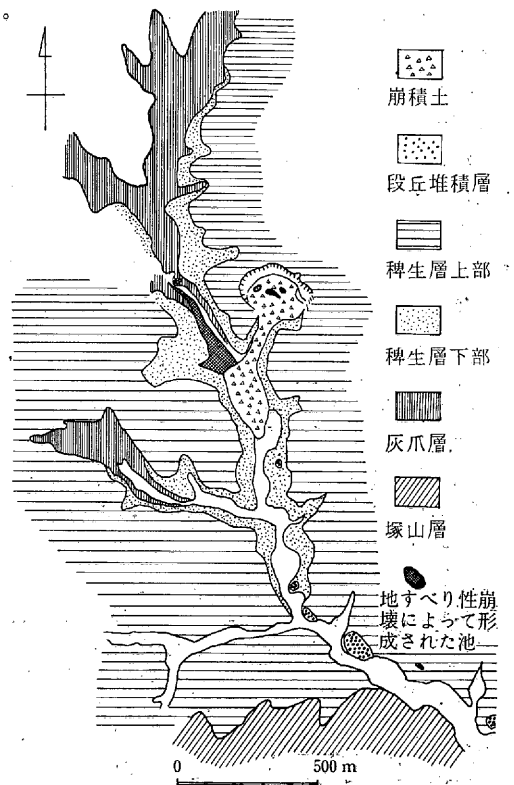 。
崩積土
段丘堆積層
稗生層上部
稗生層下部
灰爪層
塚山層
地すべり性崩
壊によって形
成された池
0 500 m